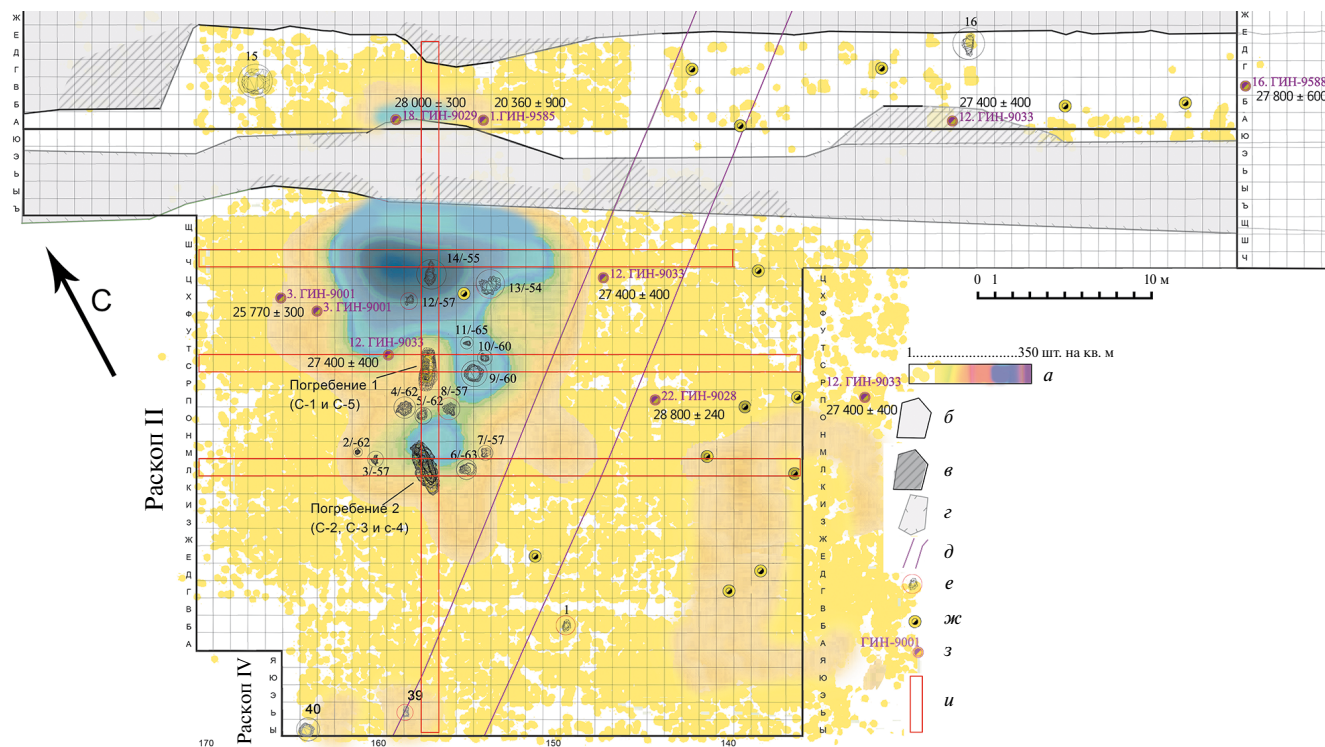 Ж
Е
Д
Г
В
Б
А
Ю
Э
Ь
Ы
Ъ
15
28 000 ± 300
20 360 ± 900
18. ГИН-9029
1.ГИН-9585
16
27 400 ± 400
12. ГИН-9033
Ж
Е
Д
Г
В
Б
А
Ю
Э
Ь
Ы
Ъ
Щ
Ш
Ч
16. ГИН-9588
27 800 ± 600
С
Раскоп II
Щ
Ш
Ч
Ц
Х
Ф
У
Т
С
Р
П
О
Н
М
Л
К
И
З
Ж
Е
Д
Г
В
Б
А
14/-55
13/-54
12/-57
3. ГИН-9001
25 770 ± 300
3. ГИН-9001
12. ГИН-9033
27 400 ± 400
11/-65
10/-60
12. ГИН-9033
27 400 ± 400
9/-60
Погребение 1
(С-1 и С-5)
4/-62
5/-62
8/-57
22. ГИН-9028
28 800 ± 240
2/-62
3/-57
7/-57
6/-63
Погребение 2
(С-2, С-3 и с-4)
1
39
40
Раскоп IV
Я
Ю
Э
Ь
Ы
170
160
150
140
Ц
Х
Ф
У
Т
С
Р
П
О
Н
М
Л
К
И
З
Ж
Е
Д
Г
В
Б
А
Я
Ю
Э
Ь
Ы
12. ГИН-9033
27 400 ± 400
0 1
10 м
1.......................350 шт. на кв. м
а
б
в
г
д
е
ж
ГИН-9001
з
и